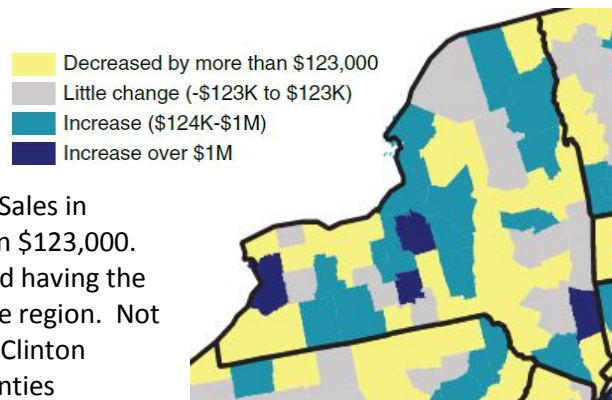 Decreased by more than $123,000
Little change (-$123K to $123K)
Increase ($124K-$1M)
Increase over $1M
Sales in
n $123,000.
d having the
e region. Not
Clinton
nties